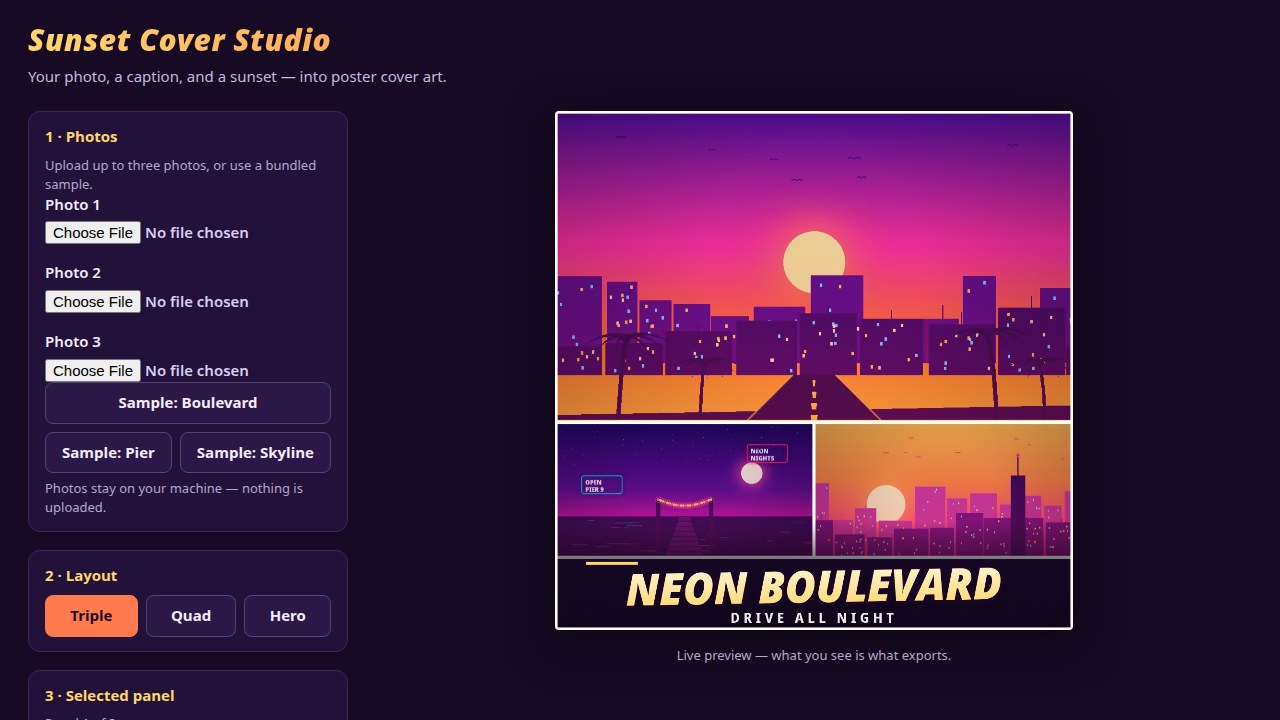 Sunset Cover Studio
Your photo, a caption, and a sunset — into poster cover art.
1 · Photos
Upload up to three photos, or use a bundled
sample.
Photo 1
Choose File No file chosen
Photo 2
Choose File No file chosen
Photo 3
Choose File No file chosen
Sample: Boulevard
Sample: Pier
Sample: Skyline
Photos stay on your machine — nothing is
uploaded.
2 · Layout
Triple
Quad
Hero
3 · Selected panel
NEON
NIGHTS
OPEN
PIER 9
NEON BOULEVARD
DRIVE ALL NIGHT
Live preview — what you see is what exports.